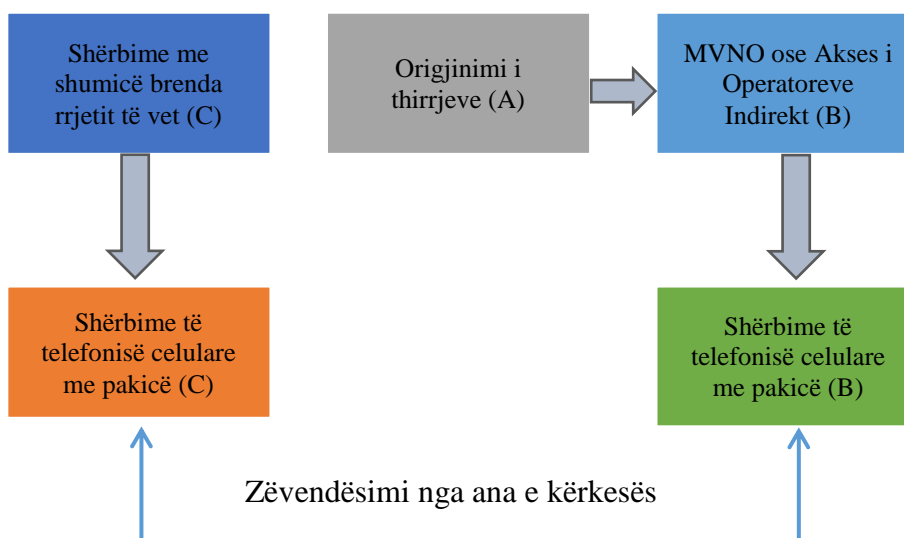 Shërbime me
shumicë brenda
rrjetit të vet (C)
Origjinimi i
thirrjeve (A)
MVNO ose Akses i
Operatoreve
Indirekt (B)
Shërbime të
telefonisë celulare
me pakicë (C)
Shërbime të
telefonisë celulare
me pakicë (B)
Zëvendësimi nga ana e kërkesës